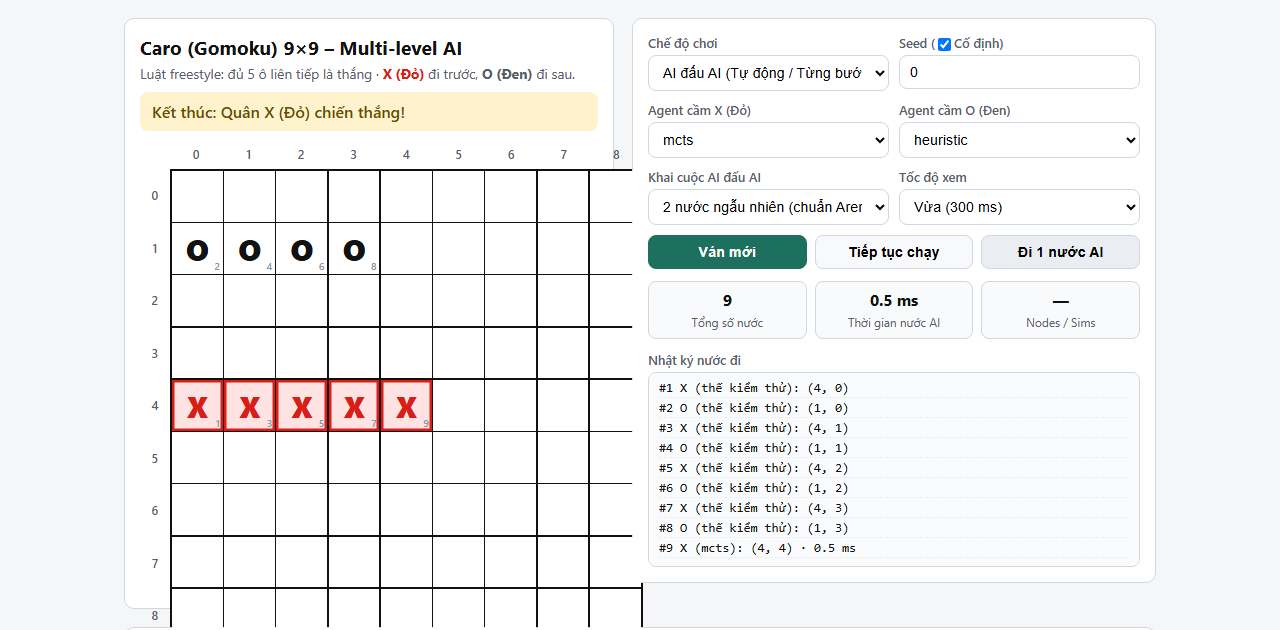 Caro (Gomoku) 9×9 – Multi-level AI
Luật freestyle: đủ 5 ô liên tiếp là thắng · X (Đỏ) đi trước, O (Đen) đi sau.
Kết thúc: Quân X (Đỏ) chiến thắng!
0 1 2 3 4 5 6 7 8
0
1 O 2 O 4 O 6 O 8
2
3
4 X 1 X 3 X 5 X 7 X 9
5
6
7
8
Chế độ chơi
AI đấu AI (Tự động / Từng bướ
Seed ( Cố định)
0
Agent cầm X (Đỏ)
mcts
Agent cầm O (Đen)
heuristic
Khai cuộc AI đấu AI
2 nước ngẫu nhiên (chuẩn Aren
Tốc độ xem
Vừa (300 ms)
Ván mới
Tiếp tục chạy
Đi 1 nước AI
9
Tổng số nước
0.5 ms
Thời gian nước AI
—
Nodes / Sims
Nhật ký nước đi
#1 X (thế kiểm thử): (4, 0)
#2 O (thế kiểm thử): (1, 0)
#3 X (thế kiểm thử): (4, 1)
#4 O (thế kiểm thử): (1, 1)
#5 X (thế kiểm thử): (4, 2)
#6 O (thế kiểm thử): (1, 2)
#7 X (thế kiểm thử): (4, 3)
#8 O (thế kiểm thử): (1, 3)
#9 X (mcts): (4, 4) · 0.5 ms